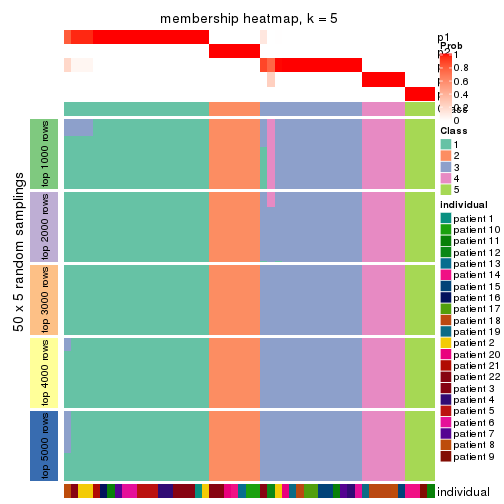 membership heatmap, k = 5
p1
Prob
1
0.8
0.6
0.4
0.2
0
Class
1
2
3
4
5
individual
patient 1
patient 10
patient 11
patient 12
patient 13
patient 14
patient 15
patient 16
patient 17
patient 18
patient 19
patient 2
patient 20
patient 21
patient 22
patient 3
patient 4
patient 5
patient 6
patient 7
patient 8
patient 9
50 x 5 random samplings
top 1000 rows
top 2000 rows
top 3000 rows
top 4000 rows
top 5000 rows
individual